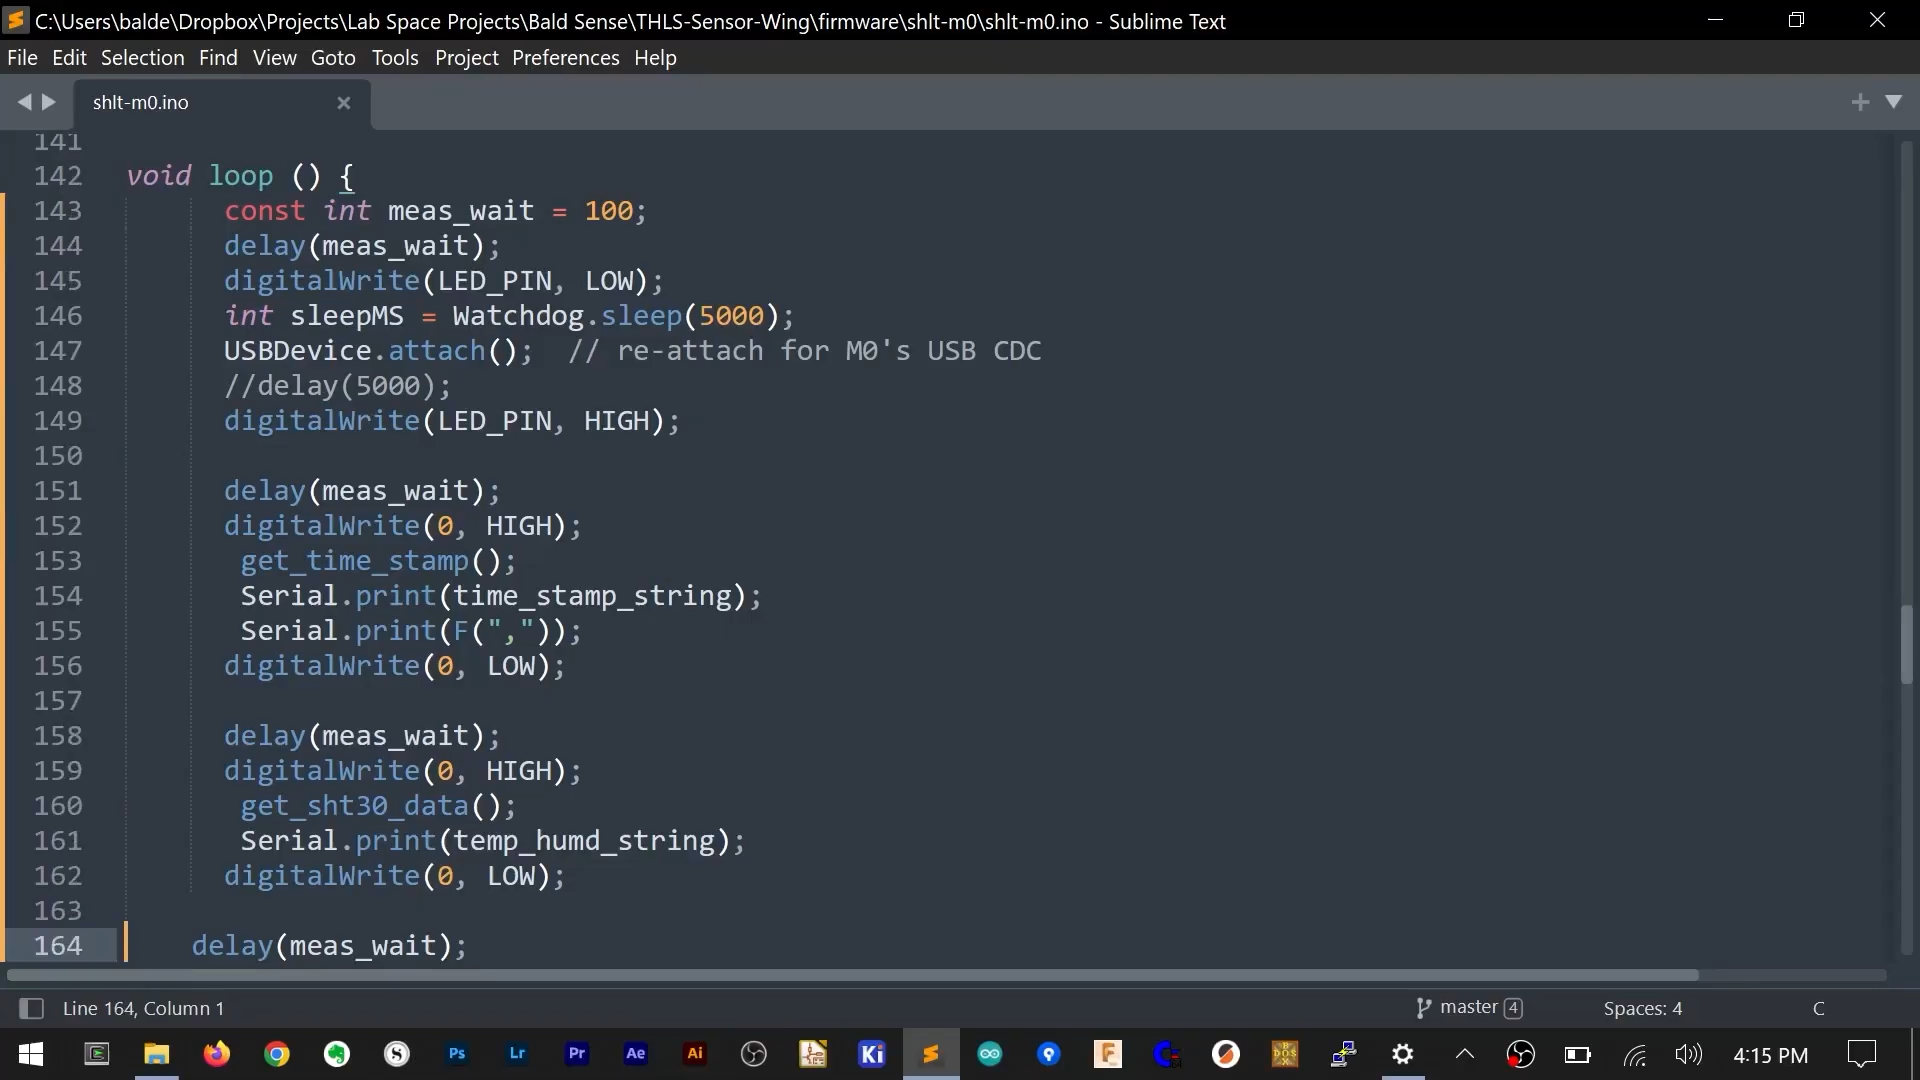 C:\Users\balde\Dropbox\Projects\Lab Space Projects\Bald Sense\THLS-Sensor-Wing\firmware\shlt-m0\shlt-m0.ino - Sublime Text
File Edit Selection Find View Goto Tools Project Preferences Help
shlt-m0.ino
141
142 void loop () {
143 const int meas_wait = 100;
144 delay(meas_wait);
145 digitalWrite(LED_PIN, LOW);
146 int sleepMS = Watchdog.sleep(5000);
147 USBDevice.attach(); // re-attach for M0's USB CDC
148 //delay(5000);
149 digitalWrite(LED_PIN, HIGH);
150
151 delay(meas_wait);
152 digitalWrite(0, HIGH);
153 get_time_stamp();
154 Serial.print(time_stamp_string);
155 Serial.print(F(","));
156 digitalWrite(0, LOW);
157
158 delay(meas_wait);
159 digitalWrite(0, HIGH);
160 get_sht30_data();
161 Serial.print(temp_humd_string);
162 digitalWrite(0, LOW);
163
164 delay(meas_wait);
Line 164, Column 1 master 4 Spaces: 4 C
Ps Lr Pr Ae Ai Ki 4:15 PM